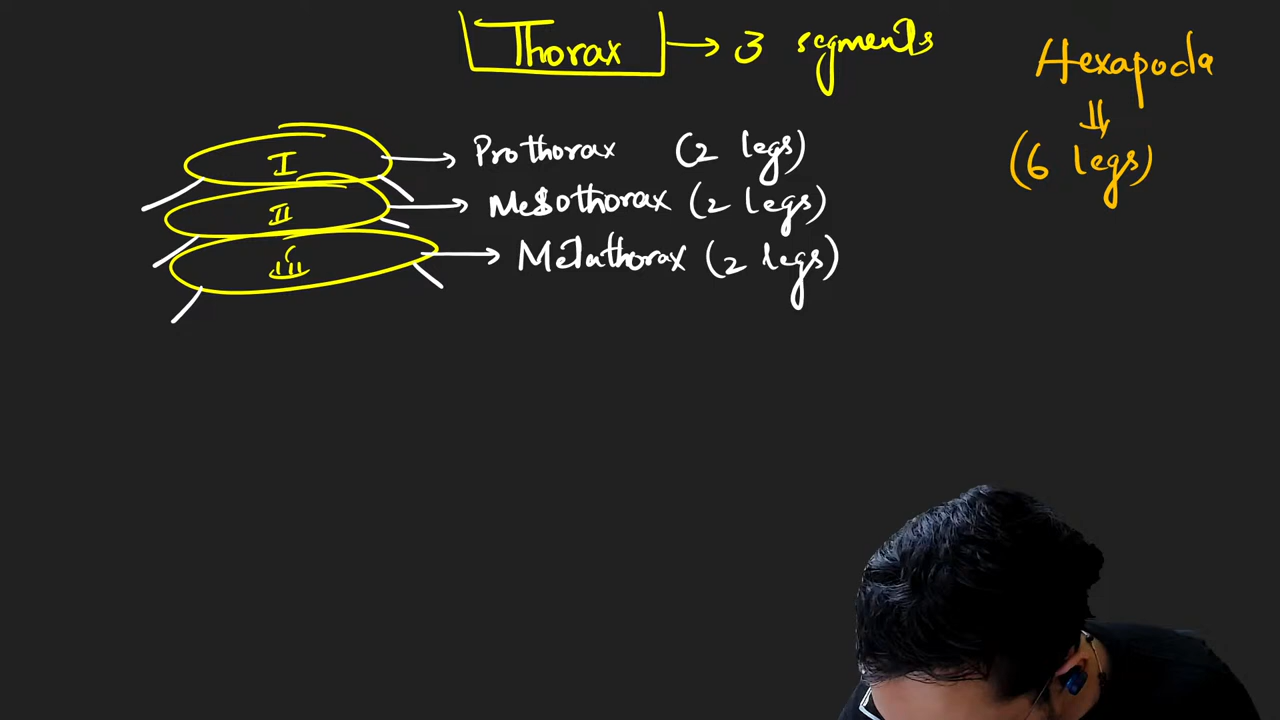 Thorax → 3 segments
Hexapoda
⇓
(6 legs)
I → Prothorax (2 legs)
II → Mesothorax (2 legs)
III → Metathorax (2 legs)